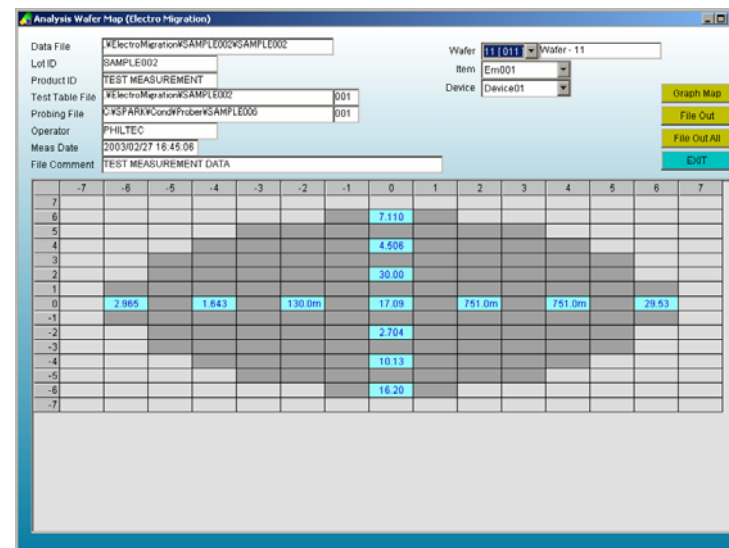 Analysis Wafer Map (Electro Migration)
Data File .¥ElectroMigration¥SAMPLE002¥SAMPLE002 Wafer 11 [ 011 ] Wafer - 11
Lot ID SAMPLE002 Item Em001
Product ID TEST MEASUREMENT Device Device01
Test Table File .¥ElectroMigration¥SAMPLE002 001 Graph Map
Probing File C:¥SPARK¥Cond¥Prober¥SAMPLE006 001 File Out
Operator PHILTEC File Out All
Meas Date 2003/02/27 16:45:06
File Comment TEST MEASUREMENT DATA EXIT
-7 -6 -5 -4 -3 -2 -1 0 1 2 3 4 5 6 7
7
6 7.110
5
4 4.506
3
2 30.00
1
0 2.965 1.643 130.0m 17.09 751.0m 751.0m 29.53
-1
-2 2.704
-3
-4 10.13
-5
-6 16.20
-7